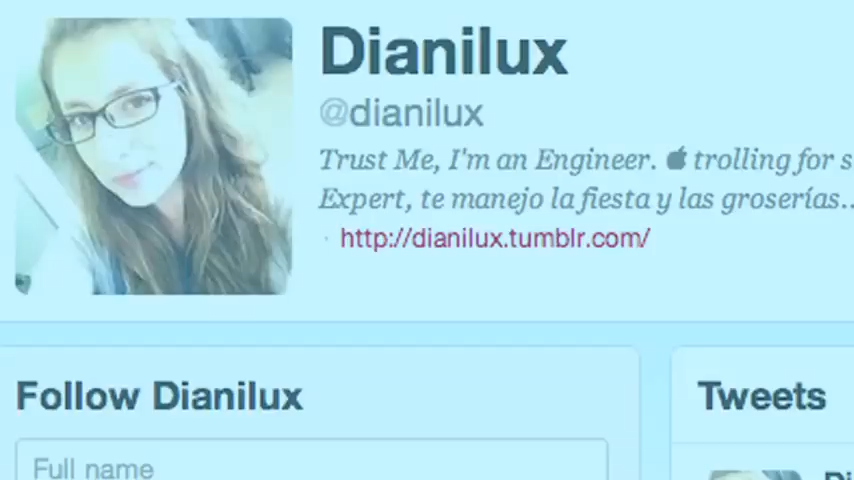 Dianilux
@dianilux
Trust Me, I'm an Engineer.  trolling for
Expert, te manejo la fiesta y las groserías..
http://dianilux.tumblr.com/
Follow Dianilux
Tweets
Full name